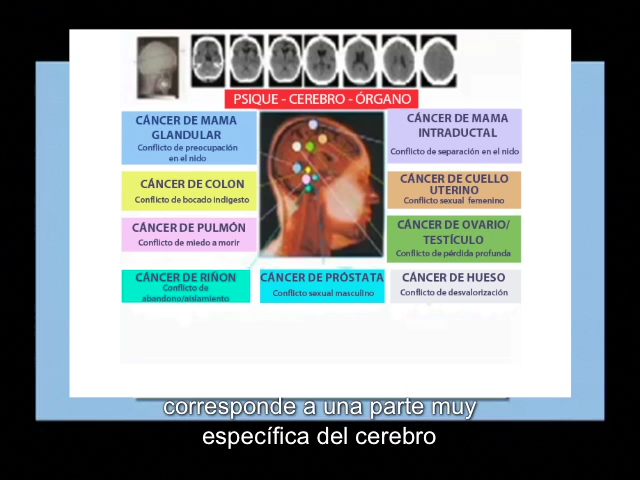 PSIQUE - CEREBRO - ÓRGANO
CÁNCER DE MAMA
GLANDULAR
Conflicto de preocupación
en el nido
CÁNCER DE COLON
Conflicto de bocado indigesto
CÁNCER DE PULMÓN
Conflicto de miedo a morir
CÁNCER DE RIÑON
Conflicto de
abandono/aislamiento
CÁNCER DE PRÓSTATA
Conflicto sexual masculino
CÁNCER DE MAMA
INTRADUCTAL
Conflicto de separación en el nido
CÁNCER DE CUELLO
UTERINO
Conflicto sexual femenino
CÁNCER DE OVARIO/
TESTÍCULO
Conflicto de pérdida profunda
CÁNCER DE HUESO
Conflicto de desvalorización
corresponde a una parte muy
específica del cerebro